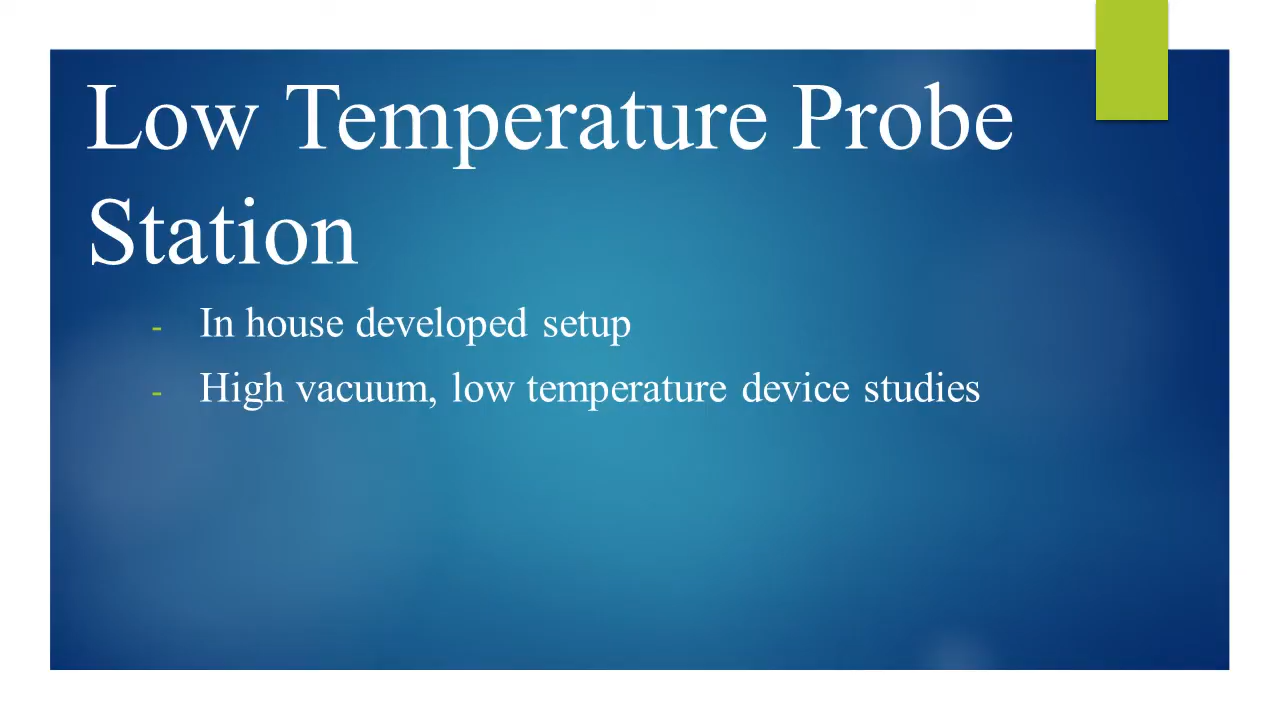 Low Temperature Probe
Station
- In house developed setup
- High vacuum, low temperature device studies